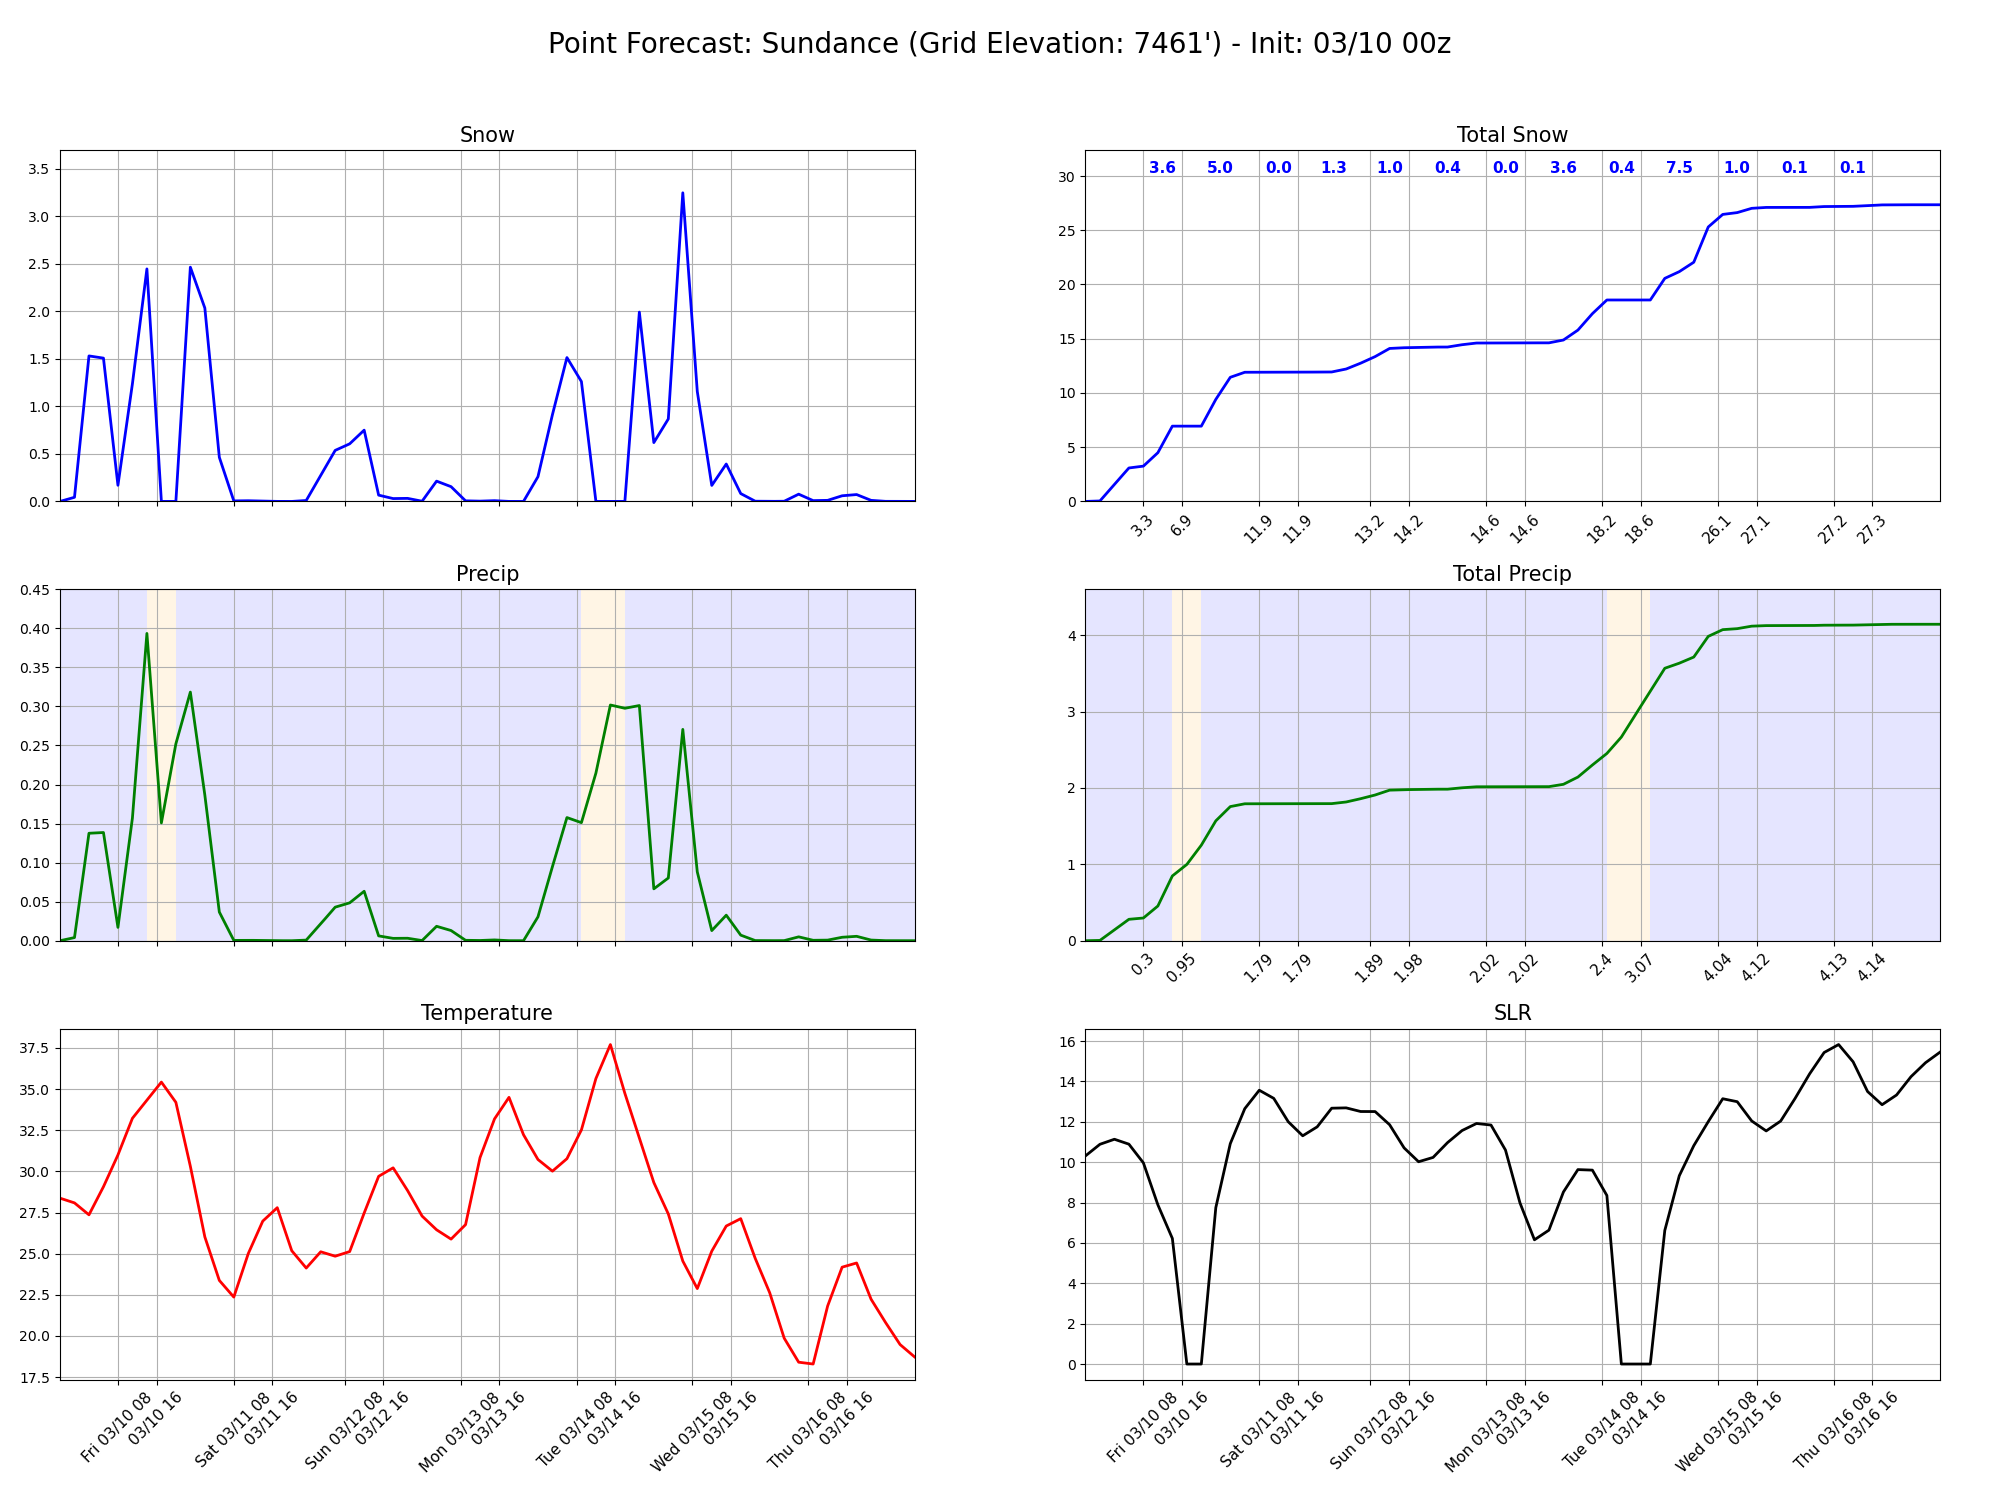 Point Forecast: Sundance (Grid Elevation: 7461') - Init: 03/10 00z
Snow
3.5
3.0
2.5
2.0
1.5
1.0
0.5
0.0
Total Snow
3.6 5.0 0.0 1.3 1.0 0.4 0.0 3.6 0.4 7.5 1.0 0.1 0.1
30
25
20
15
10
5
0
3.3 6.9 11.9 11.9 13.2 14.2 14.6 14.6 18.2 18.6 26.1 27.1 27.2 27.3
Precip
0.45
0.40
0.35
0.30
0.25
0.20
0.15
0.10
0.05
0.00
Total Precip
4
3
2
1
0
0.3 0.95 1.79 1.79 1.89 1.98 2.02 2.02 2.4 3.07 4.04 4.12 4.13 4.14
Temperature
37.5
35.0
32.5
30.0
27.5
25.0
22.5
20.0
17.5
Fri 03/10 08
03/10 16
Sat 03/11 08
03/11 16
Sun 03/12 08
03/12 16
Mon 03/13 08
03/13 16
Tue 03/14 08
03/14 16
Wed 03/15 08
03/15 16
Thu 03/16 08
03/16 16
SLR
16
14
12
10
8
6
4
2
0
Fri 03/10 08
03/10 16
Sat 03/11 08
03/11 16
Sun 03/12 08
03/12 16
Mon 03/13 08
03/13 16
Tue 03/14 08
03/14 16
Wed 03/15 08
03/15 16
Thu 03/16 08
03/16 16